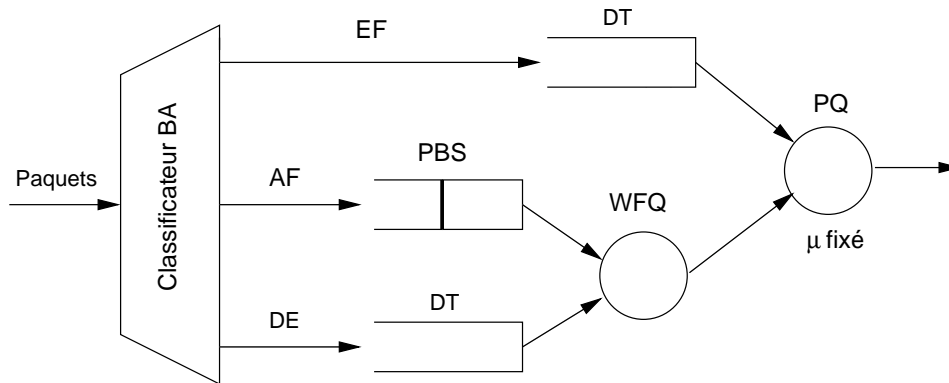 EF
DT
PQ
Paquets
Classificateur BA
AF
PBS
WFQ
μ fixé
DE
DT